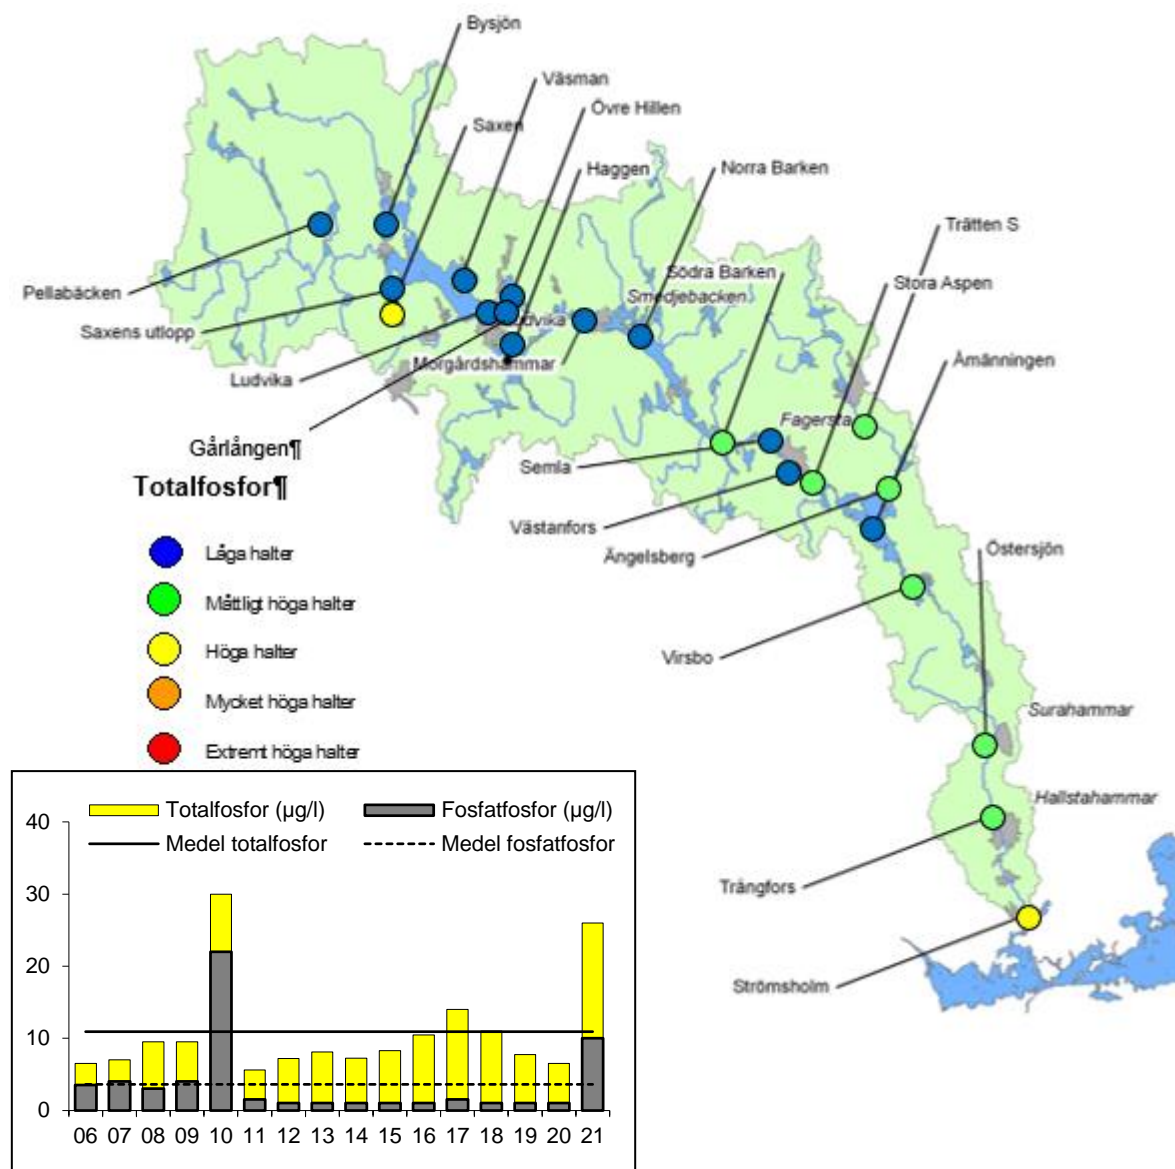 Bysjön
Väsman
Övre Hillen
Saxen
Haggen
Norra Barken
Trätten S
Södra Barken
Stora Aspen
Pellabäcken
Smedjebacken
Saxens utlopp
Ludvika
Åmänningen
Morgårdshammar
Ludvika
Fagersta
Gårlången¶
Semla
Totalfosfor¶
Västanfors
Ängelsberg
Östersjön
Låga halter
Måttligt höga halter
Virsbo
Höga halter
Mycket höga halter
Surahammar
Extremt höga halter
Hallstahammar
Trångfors
Strömsholm
Totalfosfor (µg/l)
Fosfatfosfor (µg/l)
Medel totalfosfor
Medel fosfatfosfor
40
30
20
10
0
06 07 08 09 10 11 12 13 14 15 16 17 18 19 20 21